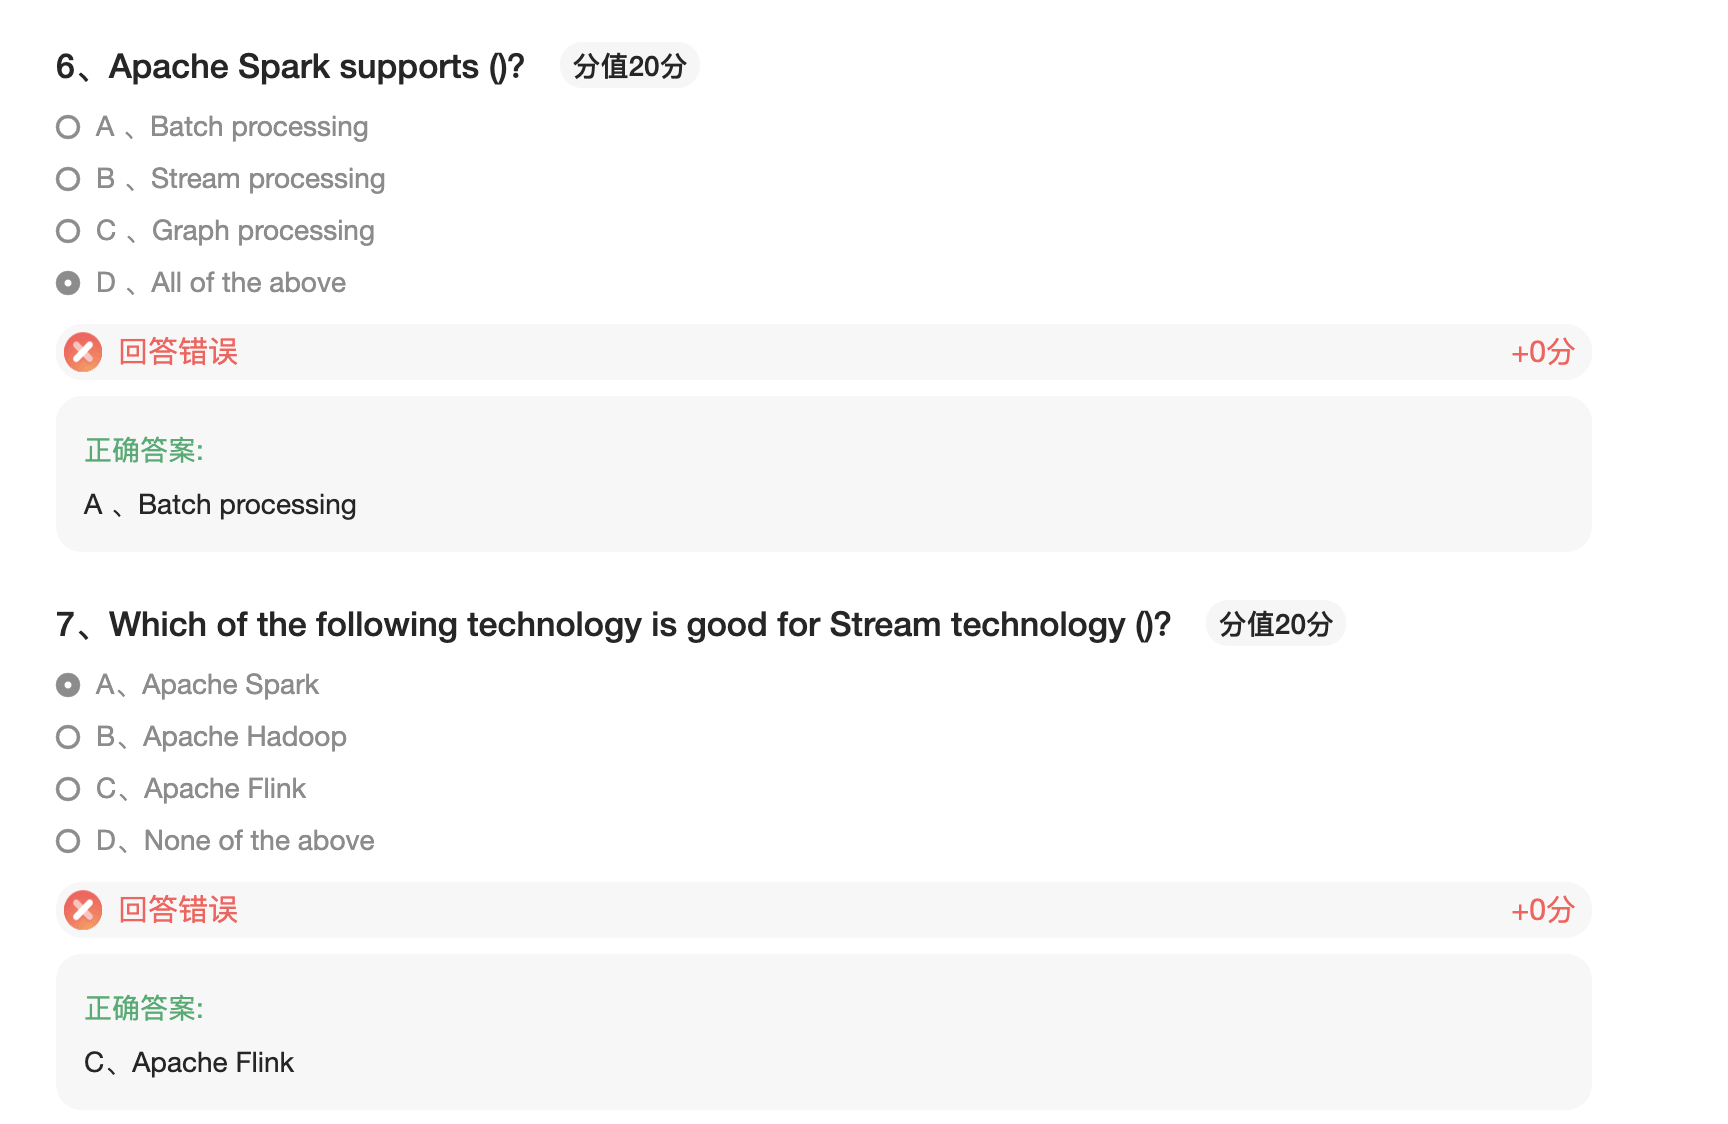 6、Apache Spark supports ()? 分值20分
A 、Batch processing
B 、Stream processing
C 、Graph processing
D 、All of the above
回答错误 +0分
正确答案:
A 、Batch processing
7、Which of the following technology is good for Stream technology ()? 分值20分
A、Apache Spark
B、Apache Hadoop
C、Apache Flink
D、None of the above
回答错误 +0分
正确答案:
C、Apache Flink